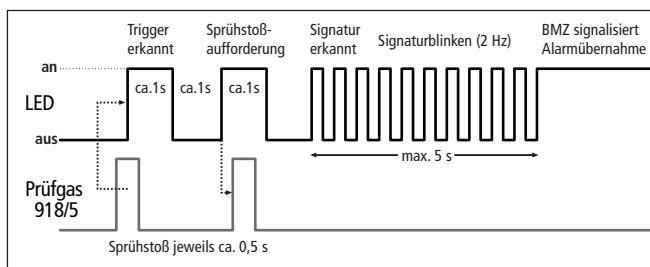 Trigger erkannt
Sprühstoß-aufforderung
Signatur erkannt
Signaturblinken (2 Hz)
BMZ signalisiert Alarmübernahme
an
LED
aus
ca.1s
ca.1s
ca.1s
max. 5 s
Prüfgas 918/5
Sprühstoß jeweils ca. 0,5 s